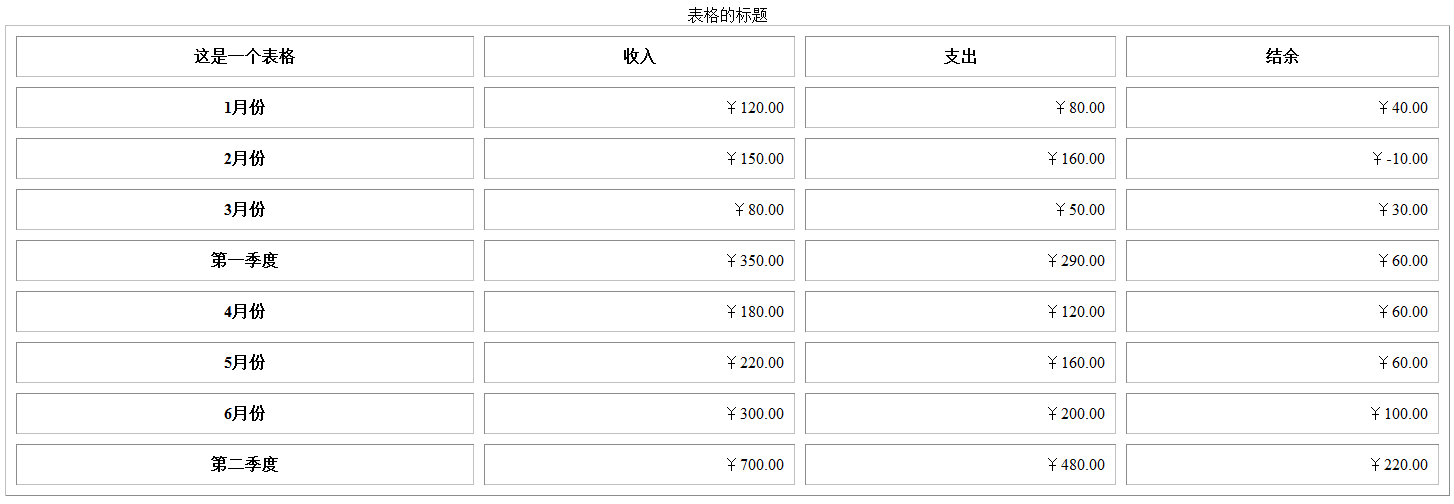 表格的标题
这是一个表格 收入 支出 结余
1月份 ￥120.00 ￥80.00 ￥40.00
2月份 ￥150.00 ￥160.00 ￥-10.00
3月份 ￥80.00 ￥50.00 ￥30.00
第一季度 ￥350.00 ￥290.00 ￥60.00
4月份 ￥180.00 ￥120.00 ￥60.00
5月份 ￥220.00 ￥160.00 ￥60.00
6月份 ￥300.00 ￥200.00 ￥100.00
第二季度 ￥700.00 ￥480.00 ￥220.00